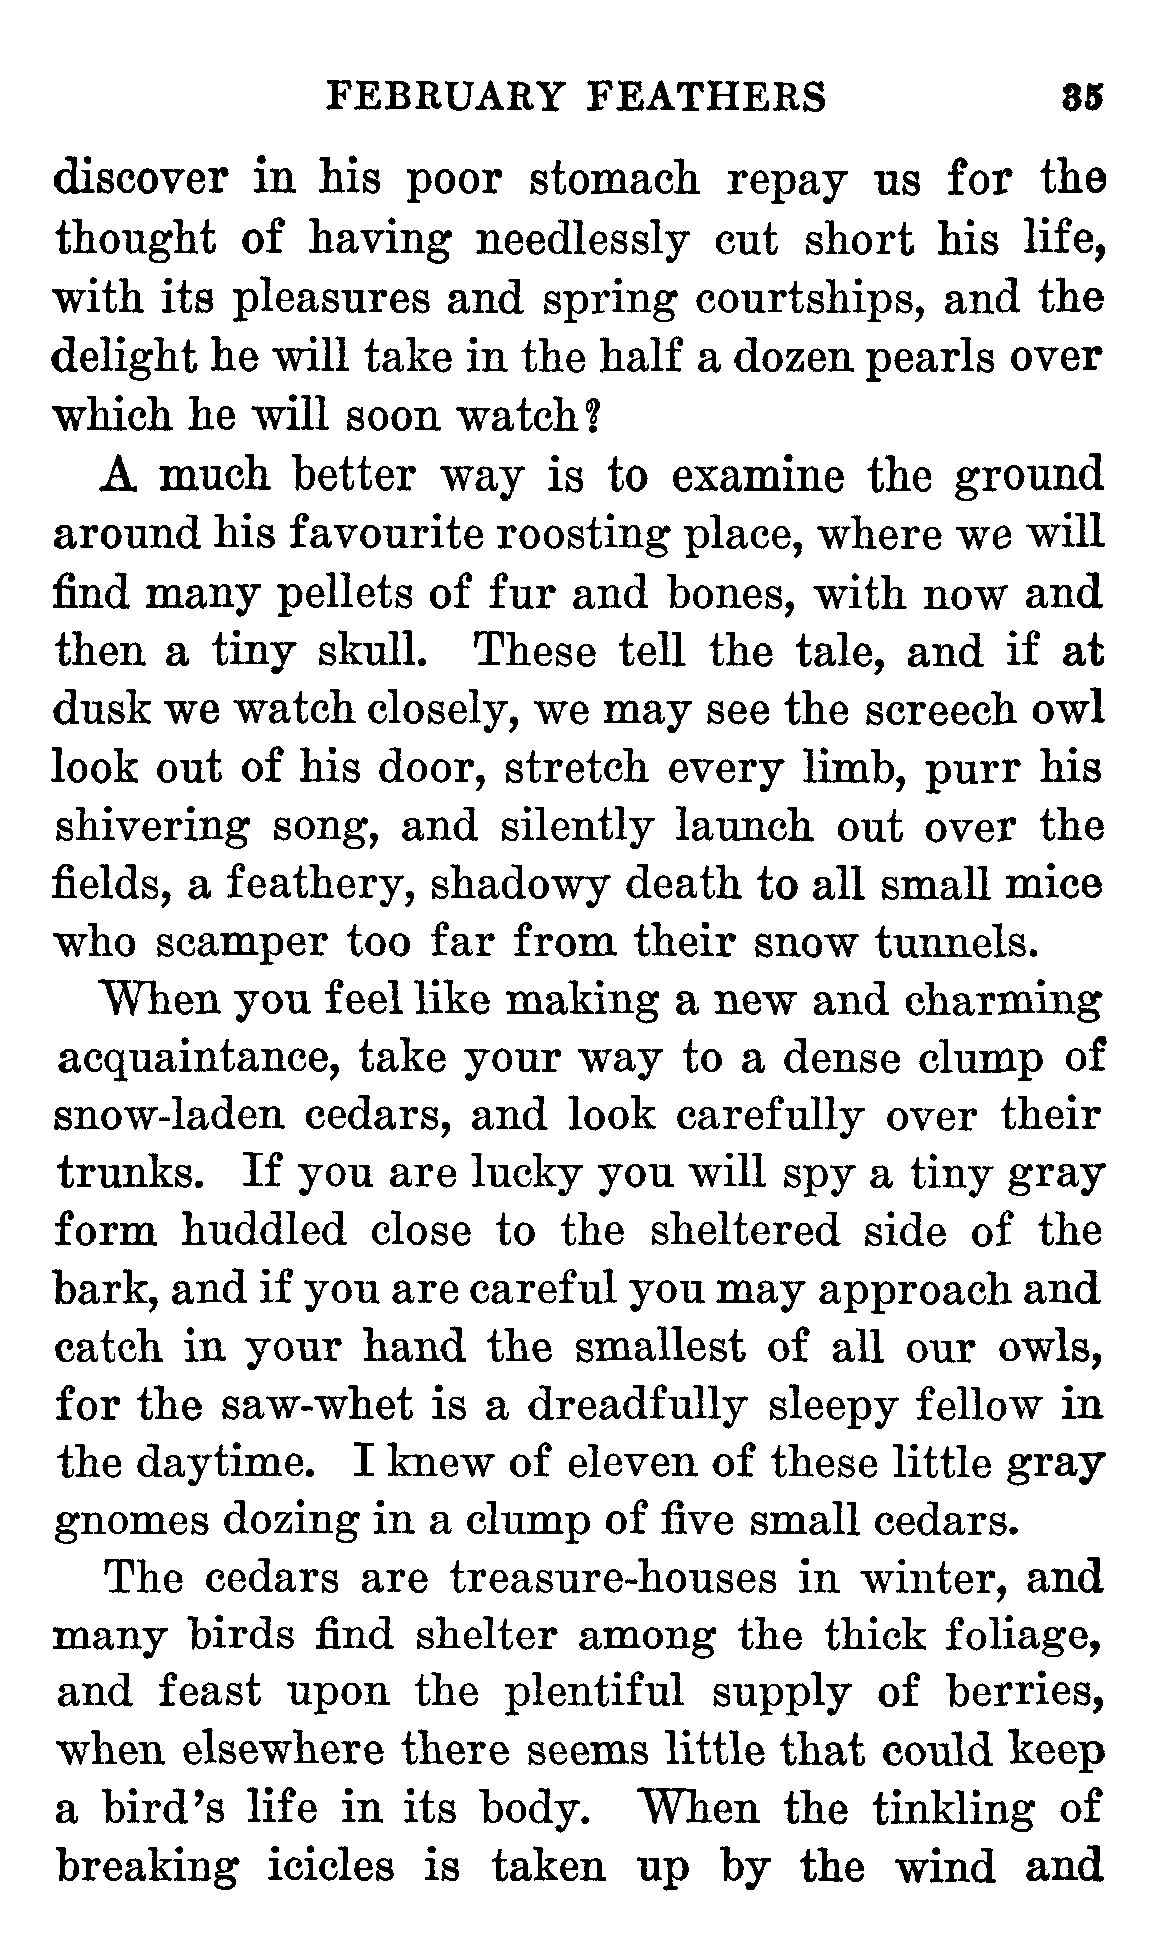 FEBRUARY FEATHERS 35
discover in his poor stomach repay us for the
thought of having needlessly cut short his life,
with its pleasures and spring courtships, and the
delight he will take in the half a dozen pearls over
which he will soon watch?
A much better way is to examine the ground
around his favourite roosting place, where we will
find many pellets of fur and bones, with now and
then a tiny skull. These tell the tale, and if at
dusk we watch closely, we may see the screech owl
look out of his door, stretch every limb, purr his
shivering song, and silently launch out over the
fields, a feathery, shadowy death to all small mice
who scamper too far from their snow tunnels.
When you feel like making a new and charming
acquaintance, take your way to a dense clump of
snow-laden cedars, and look carefully over their
trunks. If you are lucky you will spy a tiny gray
form huddled close to the sheltered side of the
bark, and if you are careful you may approach and
catch in your hand the smallest of all our owls,
for the saw-whet is a dreadfully sleepy fellow in
the daytime. I knew of eleven of these little gray
gnomes dozing in a clump of five small cedars.
The cedars are treasure-houses in winter, and
many birds find shelter among the thick foliage,
and feast upon the plentiful supply of berries,
when elsewhere there seems little that could keep
a bird's life in its body. When the tinkling of
breaking icicles is taken up by the wind and